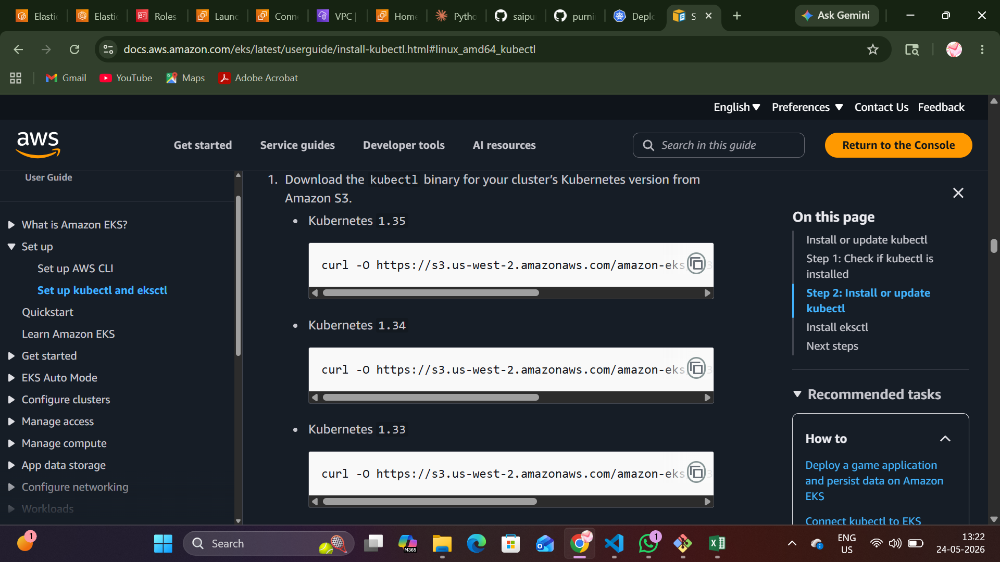 Elastic
Elastic
Roles
Laun
Conn
VPC |
Home
Pytho
saipu
purni
Deplo
S
Ask Gemini
docs.aws.amazon.com/eks/latest/userguide/install-kubectl.html#linux_amd64_kubectl
Gmail
YouTube
Maps
Adobe Acrobat
English
Preferences
Contact Us
Feedback
aws
Get started
Service guides
Developer tools
AI resources
Search in this guide
Return to the Console
User Guide
What is Amazon EKS?
Set up
Set up AWS CLI
Set up kubectl and eksctl
Quickstart
Learn Amazon EKS
Get started
EKS Auto Mode
Configure clusters
Manage access
Manage compute
App data storage
Configure networking
Workloads
1. Download the kubectl binary for your cluster’s Kubernetes version from
Amazon S3.
• Kubernetes 1.35
curl -O https://s3.us-west-2.amazonaws.com/amazon-eks
• Kubernetes 1.34
curl -O https://s3.us-west-2.amazonaws.com/amazon-eks
• Kubernetes 1.33
curl -O https://s3.us-west-2.amazonaws.com/amazon-eks
On this page
Install or update kubectl
Step 1: Check if kubectl is
installed
Step 2: Install or update
kubectl
Install eksctl
Next steps
Recommended tasks
How to
Deploy a game application
and persist data on Amazon
EKS
Connect kubectl to EKS
1
Search
M365
1
ENG
US
13:22
24-05-2026